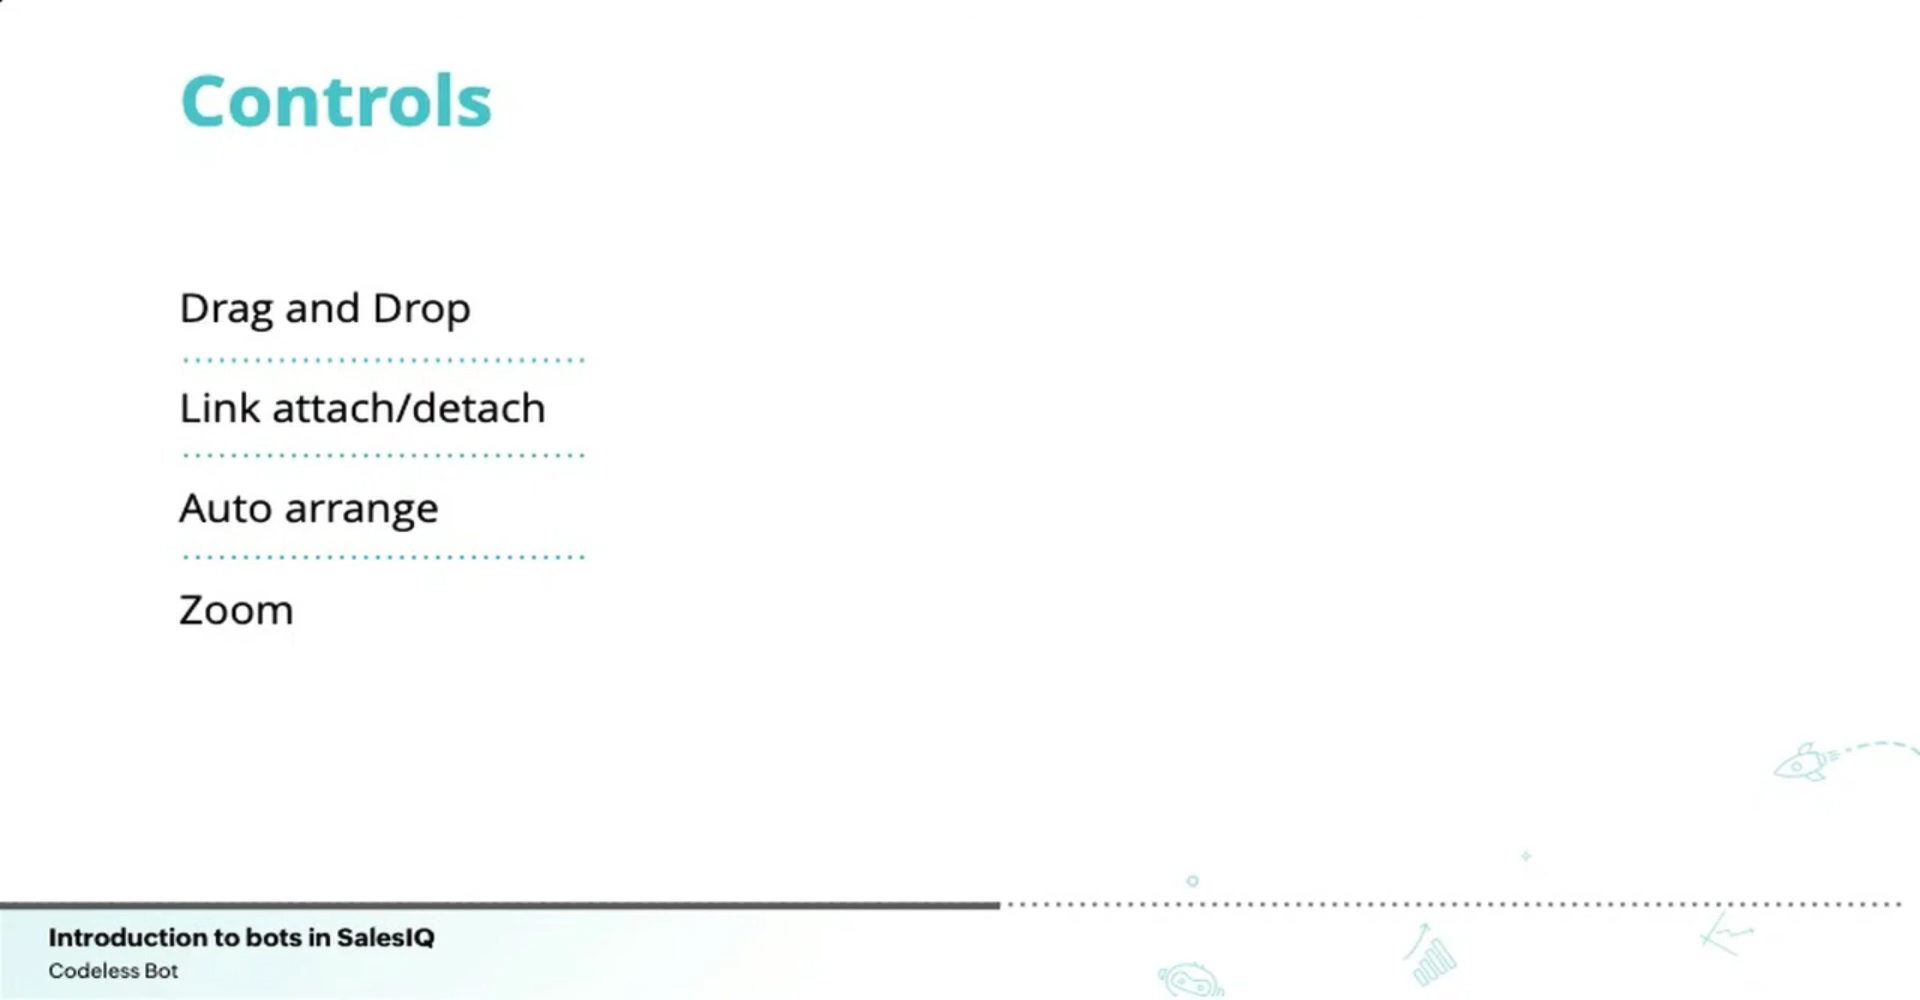 Controls
Drag and Drop
Link attach/detach
Auto arrange
Zoom
Introduction to bots in SalesIQ
Codeless Bot